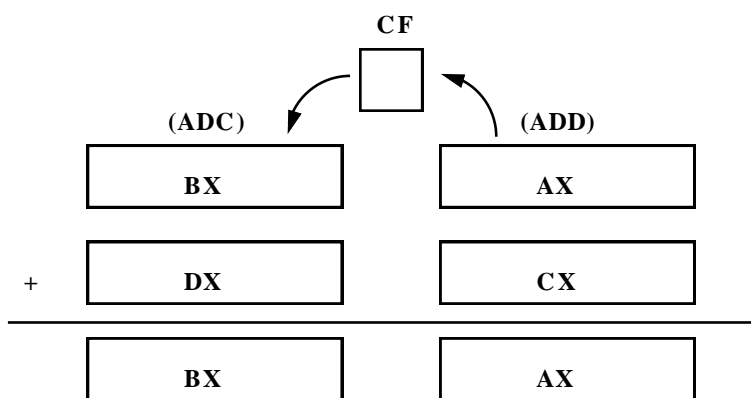 CF
(ADC) (ADD)
BX AX
+ DX CX
BX AX